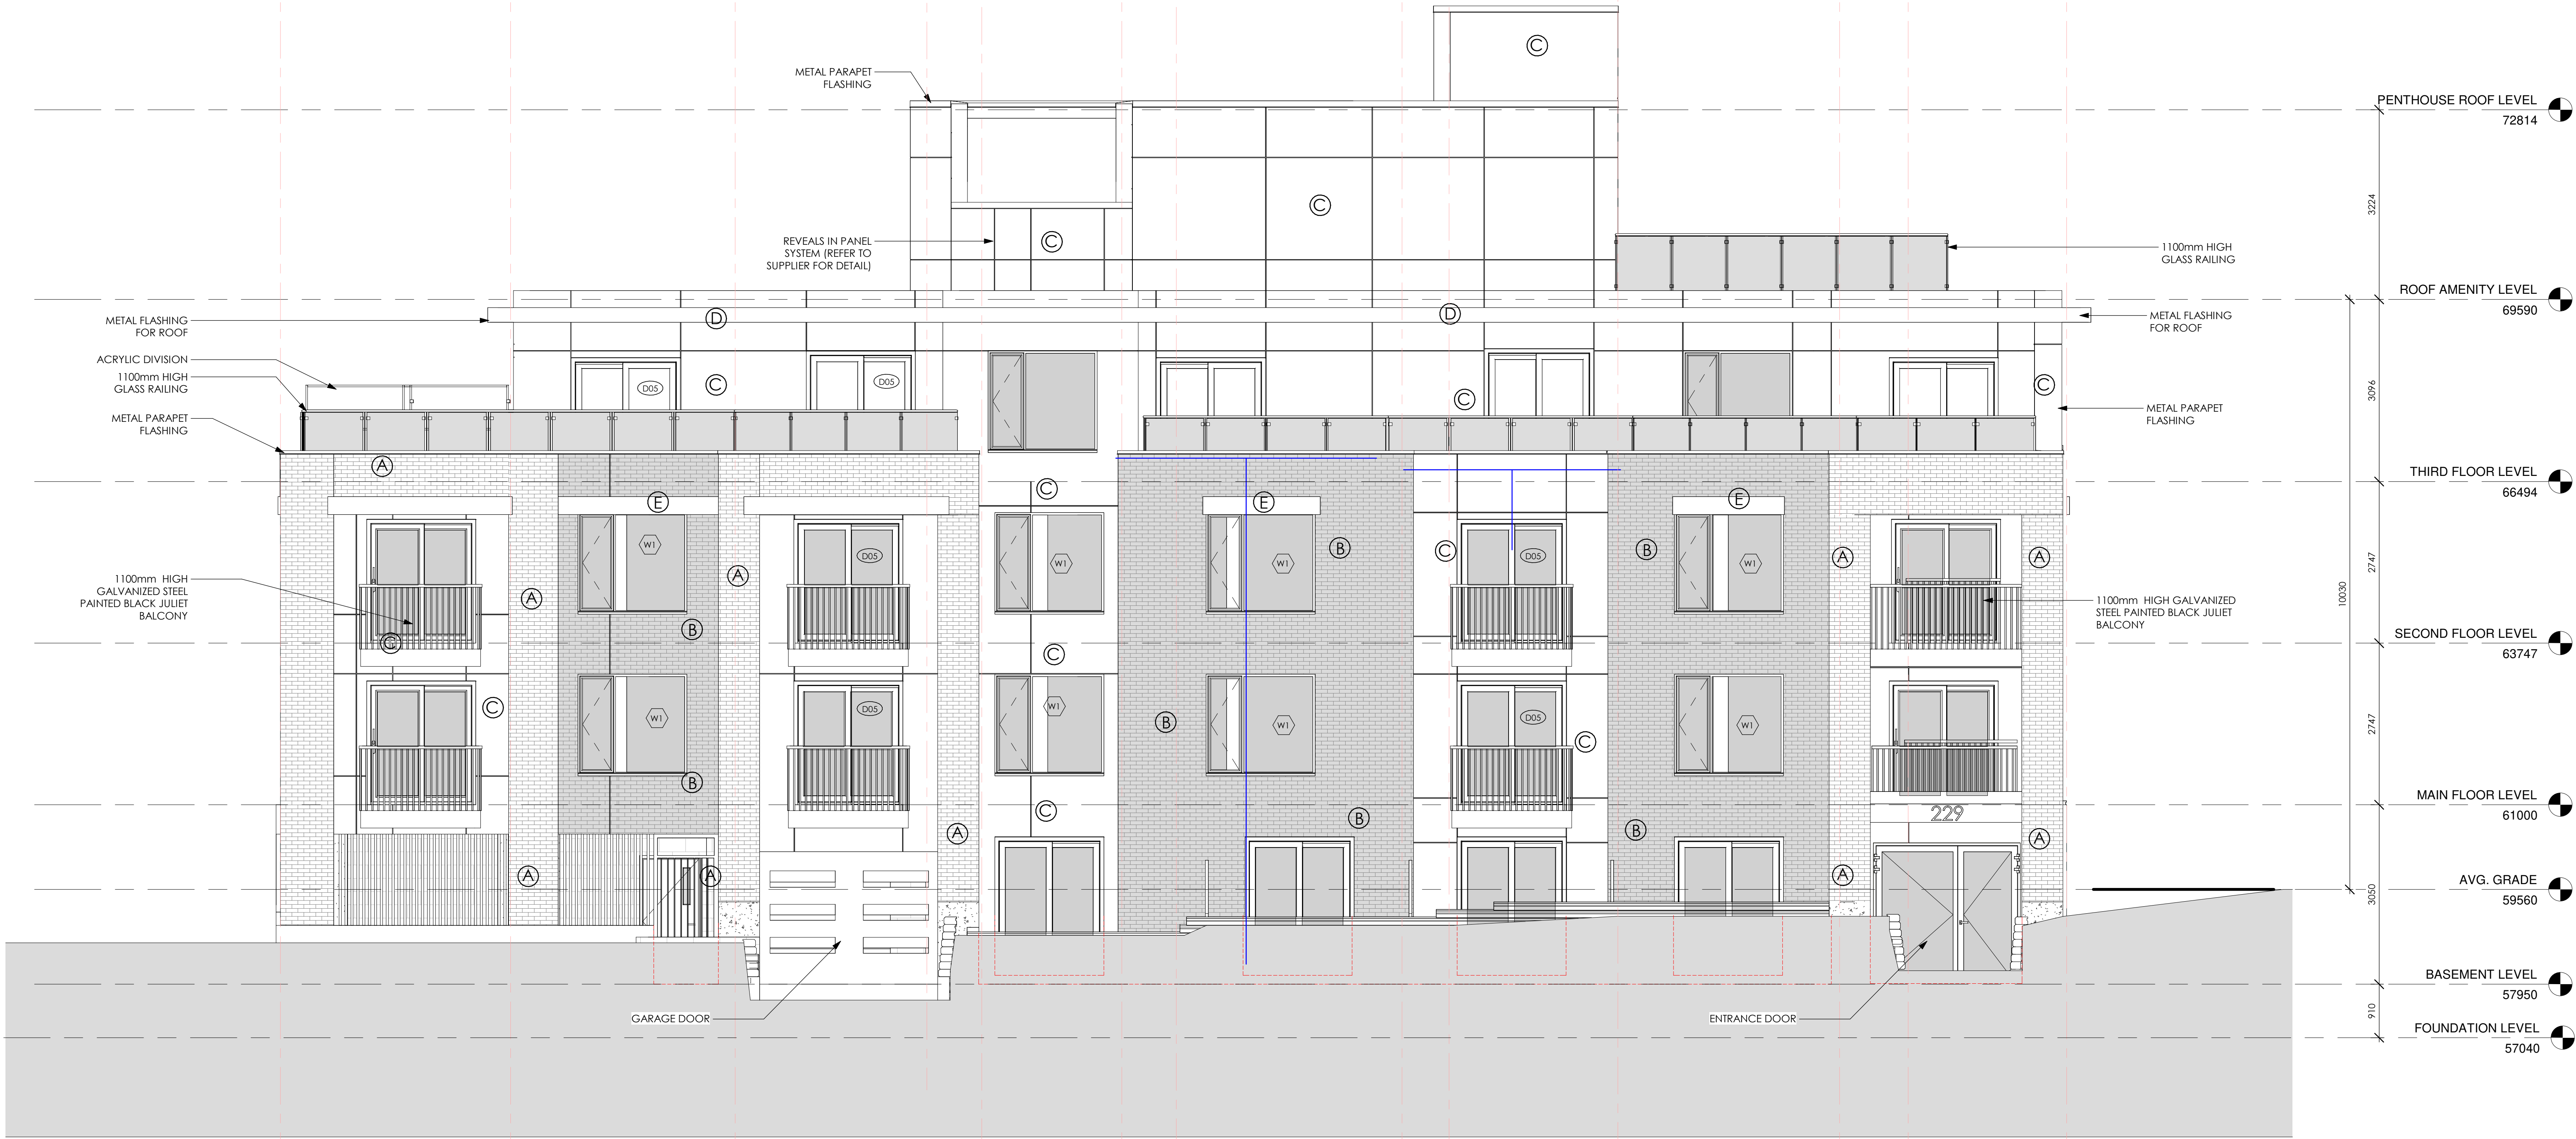 C
METAL PARAPET
FLASHING
PENTHOUSE ROOF LEVEL
72814
C
3224
REVEALS IN PANEL
SYSTEM (REFER TO
SUPPLIER FOR DETAIL)
C
1100mm HIGH
GLASS RAILING
ROOF AMENITY LEVEL
69590
METAL FLASHING
FOR ROOF
D
D
METAL FLASHING
FOR ROOF
ACRYLIC DIVISION
1100mm HIGH
GLASS RAILING
D05
C
D05
C
C
3096
METAL PARAPET
FLASHING
METAL PARAPET
FLASHING
A
THIRD FLOOR LEVEL
66494
C
E
E
E
W1
D05
W1
W1
B
C
D05
B
W1
A
A
2747
10030
1100mm  HIGH
GALVANIZED STEEL
PAINTED BLACK JULIET
BALCONY
A
A
1100mm  HIGH GALVANIZED
STEEL PAINTED BLACK JULIET
BALCONY
B
C
C
SECOND FLOOR LEVEL
63747
C
W1
D05
W1
B
W1
D05
C
W1
2747
B
MAIN FLOOR LEVEL
61000
C
B
B
229
A
A
A
A
A
AVG. GRADE
59560
3050
BASEMENT LEVEL
57950
GARAGE DOOR
ENTRANCE DOOR
910
FOUNDATION LEVEL
57040